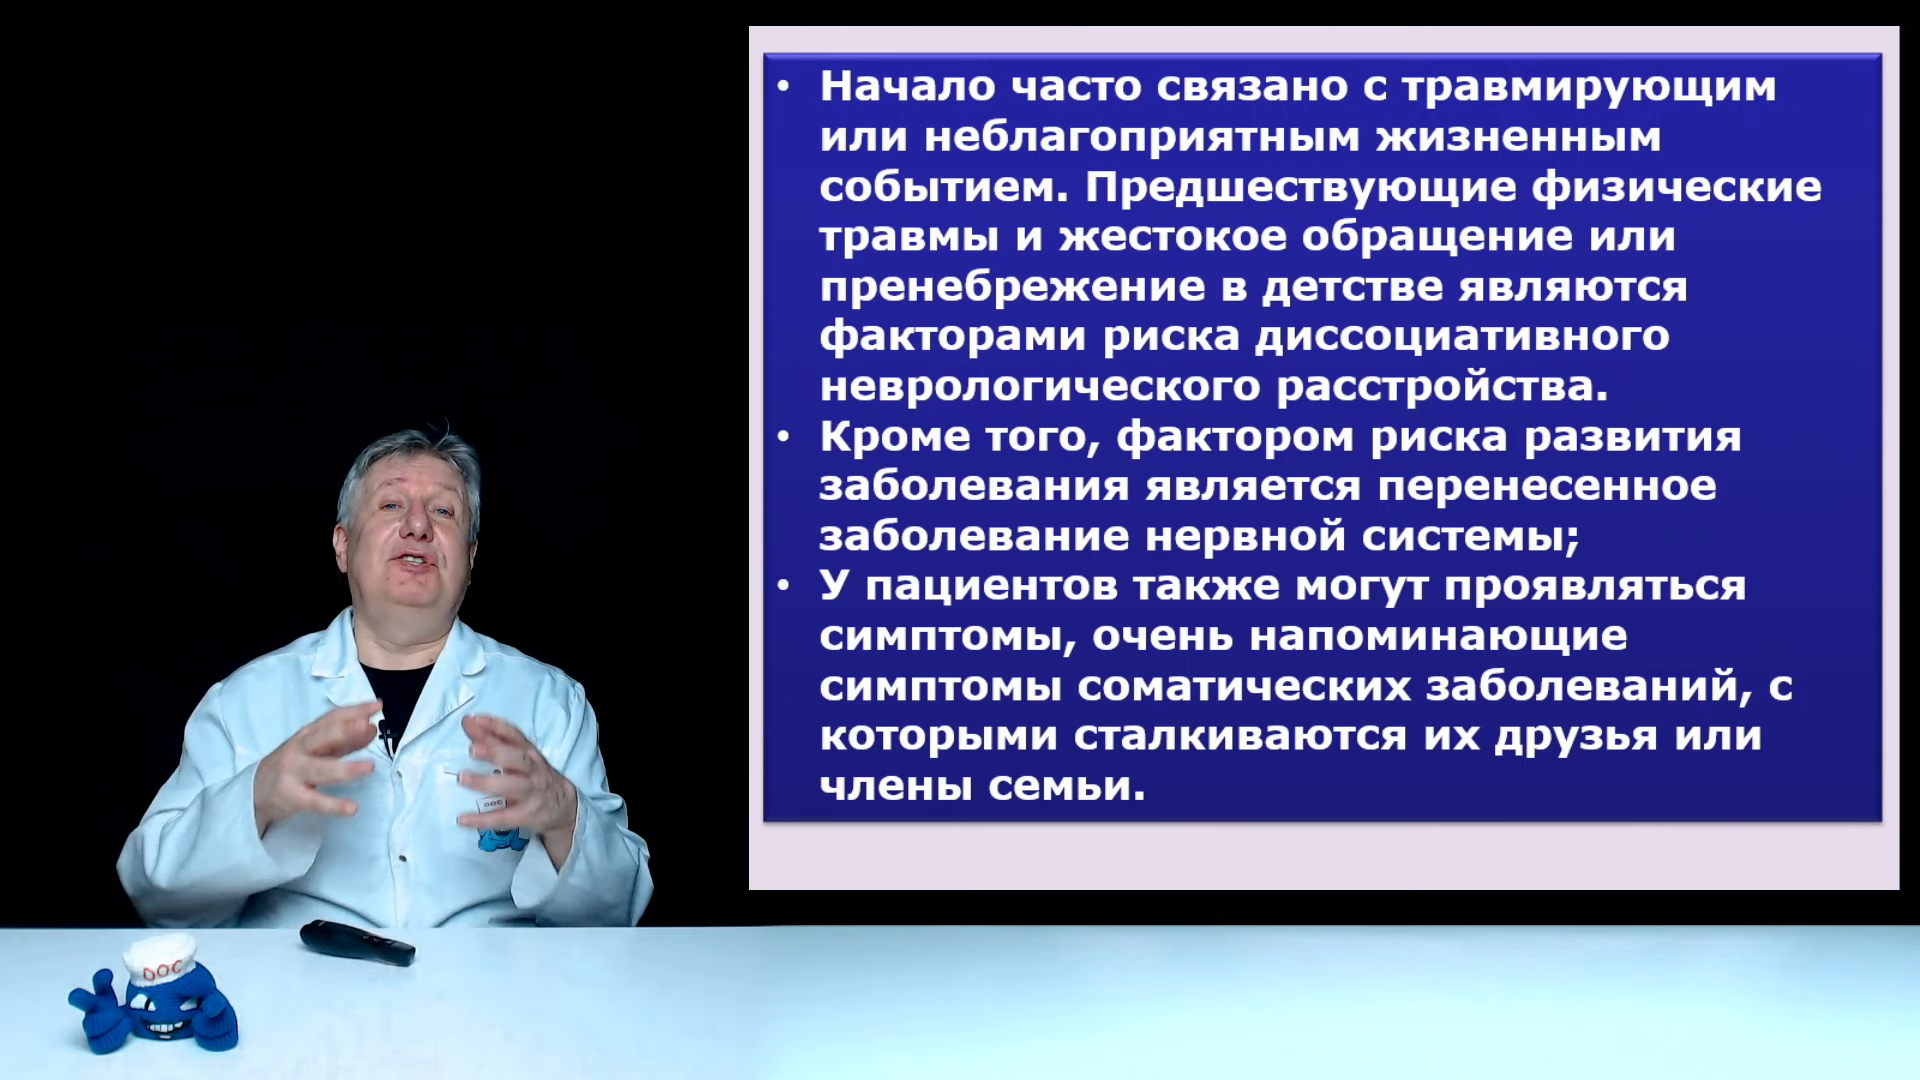 • Начало часто связано с травмирующим
или неблагоприятным жизненным
событием. Предшествующие физические
травмы и жестокое обращение или
пренебрежение в детстве являются
факторами риска диссоциативного
неврологического расстройства.
• Кроме того, фактором риска развития
заболевания является перенесенное
заболевание нервной системы;
• У пациентов также могут проявляться
симптомы, очень напоминающие
симптомы соматических заболеваний, с
которыми сталкиваются их друзья или
члены семьи.
DOC
DOC